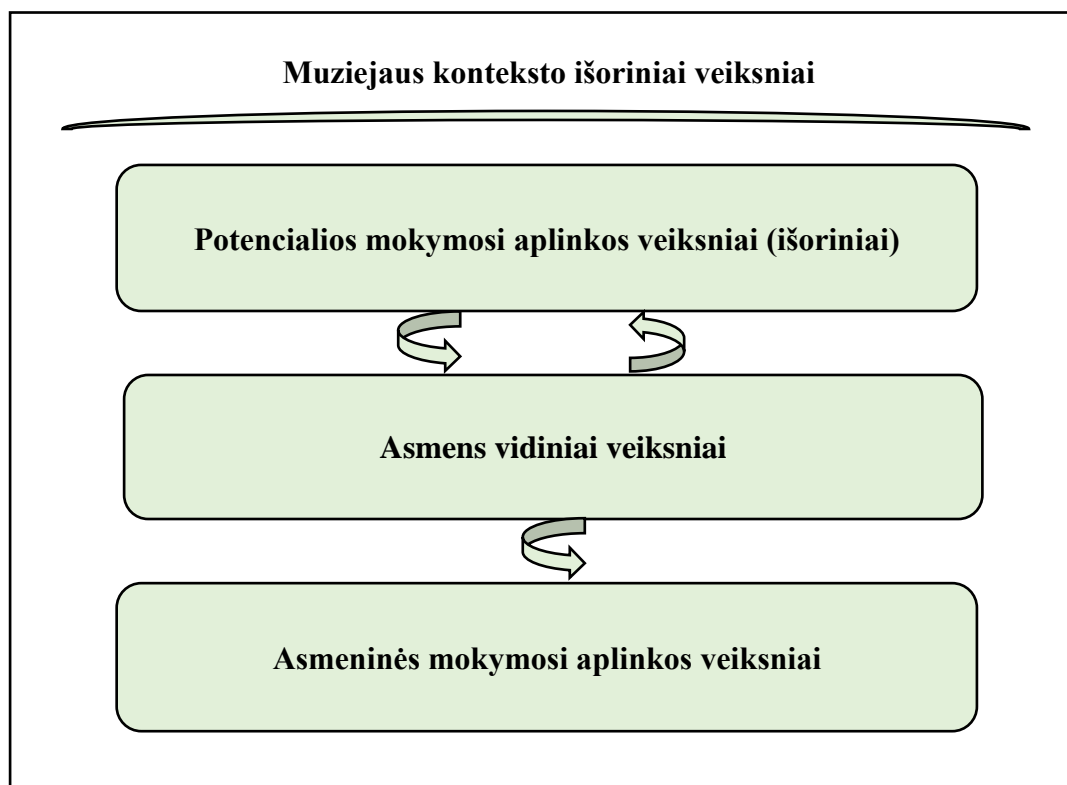 Muziejaus konteksto išoriniai veiksniai
Potencialios mokymosi aplinkos veiksniai (išoriniai)
Asmens vidiniai veiksniai
Asmeninės mokymosi aplinkos veiksniai